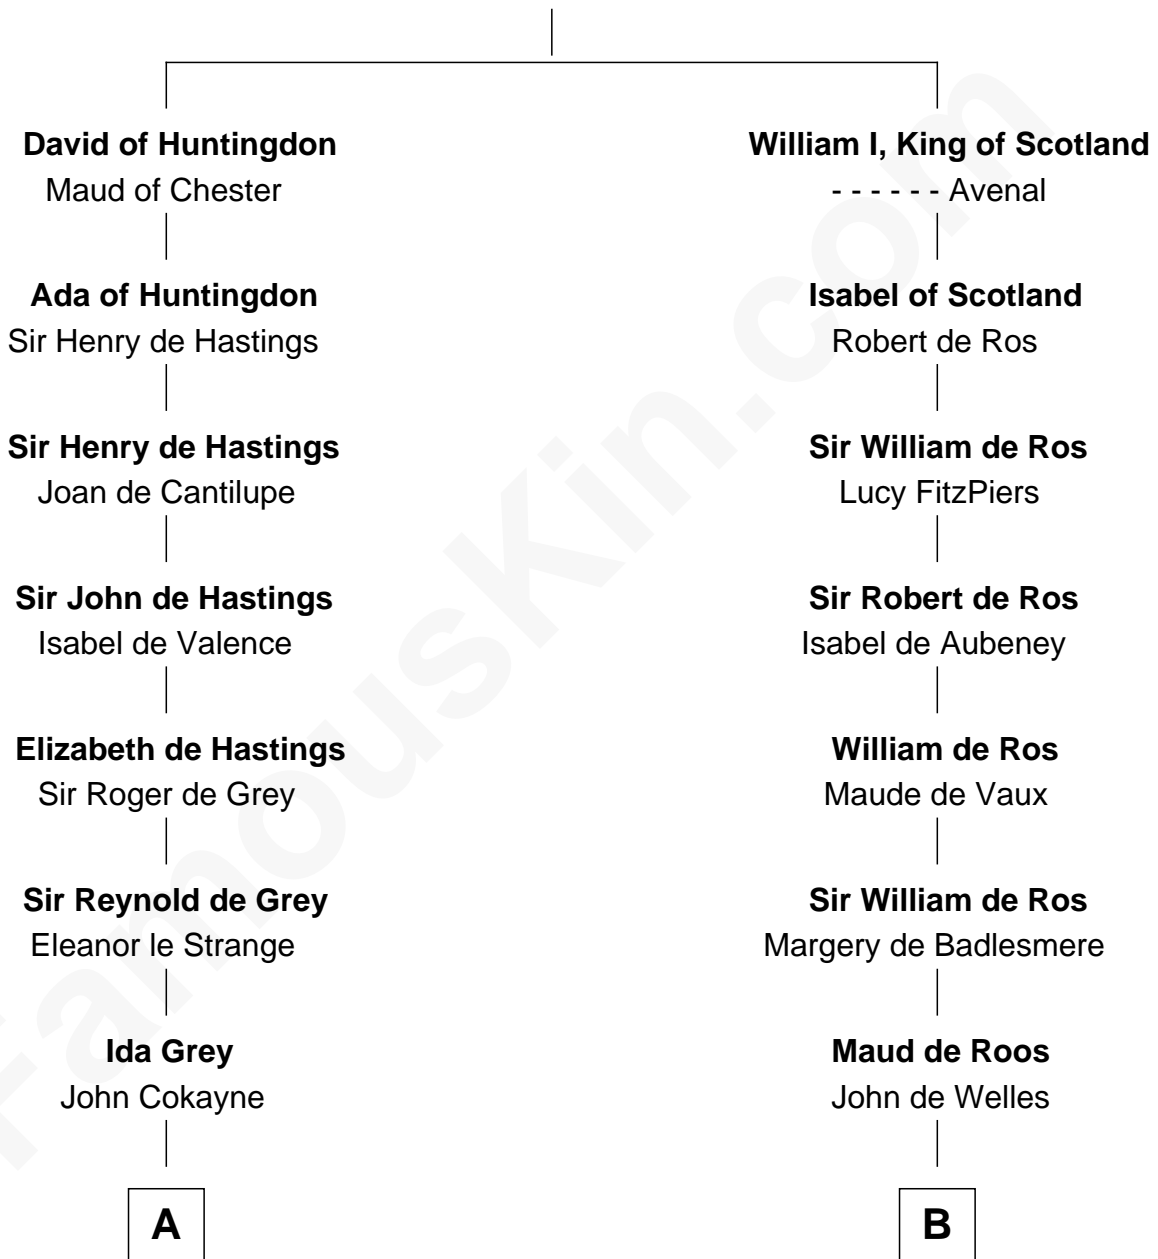 David of Huntingdon
Maud of Chester
Ada of Huntingdon
Sir Henry de Hastings
Sir Henry de Hastings
Joan de Cantilupe
Sir John de Hastings
Isabel de Valence
Elizabeth de Hastings
Sir Roger de Grey
Sir Reynold de Grey
Eleanor le Strange
Ida Grey
John Cokayne
A
William I, King of Scotland
- - - - - - Avenal
Isabel of Scotland
Robert de Ros
Sir William de Ros
Lucy FitzPiers
Sir Robert de Ros
Isabel de Aubeney
William de Ros
Maude de Vaux
Sir William de Ros
Margery de Badlesmere
Maud de Roos
John de Welles
B
FamousKin.com